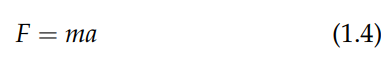 F = ma (1.4)